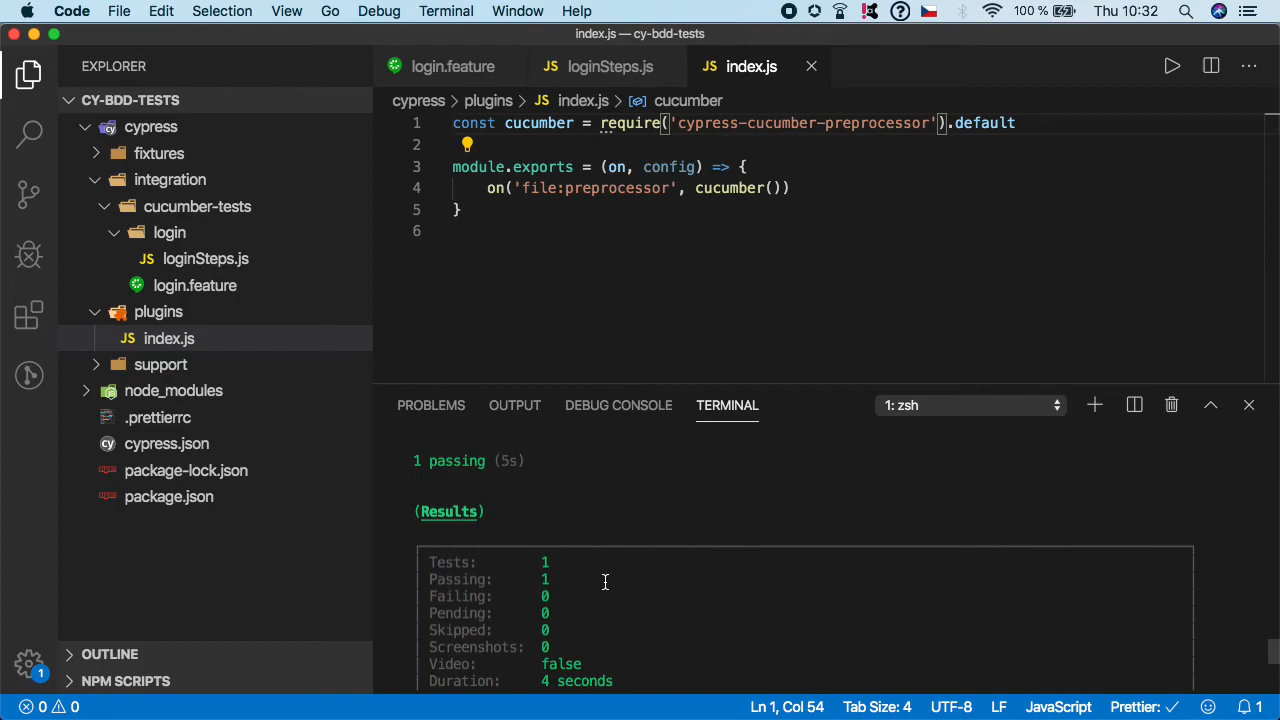 Code File Edit Selection View Go Debug Terminal Window Help 100 % Thu 10:32
index.js — cy-bdd-tests
EXPLORER
CY-BDD-TESTS
cypress
fixtures
integration
cucumber-tests
login
JS loginSteps.js
login.feature
plugins
JS index.js
support
node_modules
.prettierrc
cy cypress.json
package-lock.json
package.json
OUTLINE
NPM SCRIPTS
1
login.feature JS loginSteps.js JS index.js
cypress > plugins > JS index.js > cucumber
1 const cucumber = require('cypress-cucumber-preprocessor').default
2
3 module.exports = (on, config) => {
4 on('file:preprocessor', cucumber())
5 }
6
PROBLEMS OUTPUT DEBUG CONSOLE TERMINAL 1: zsh
1 passing (5s)
(Results)
Tests: 1
Passing: 1
Failing: 0
Pending: 0
Skipped: 0
Screenshots: 0
Video: false
Duration: 4 seconds
0 0 Ln 1, Col 54 Tab Size: 4 UTF-8 LF JavaScript Prettier: ✓ 1